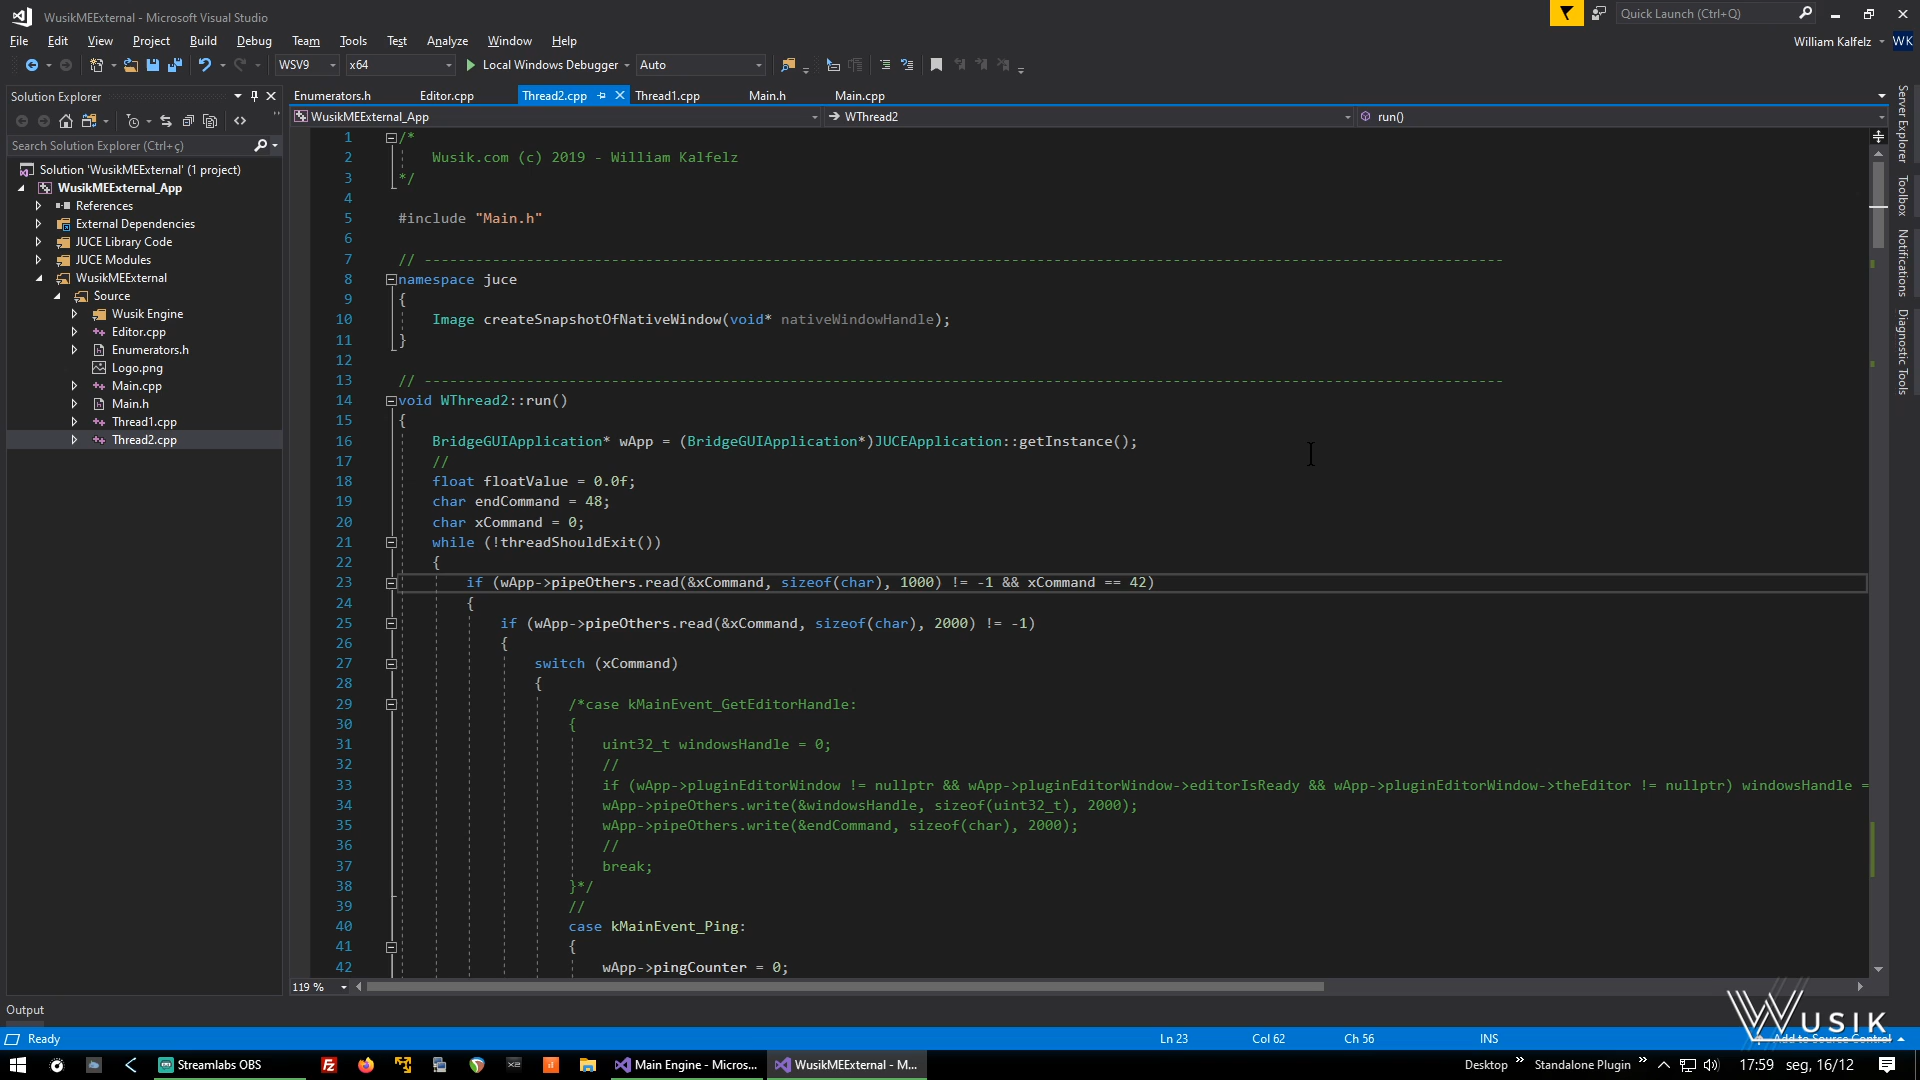 WusikMEExternal - Microsoft Visual Studio
Quick Launch (Ctrl+Q)
File Edit View Project Build Debug Team Tools Test Analyze Window Help
William Kalfelz WK
WSV9 x64 Local Windows Debugger Auto
Solution Explorer
Enumerators.h Editor.cpp Thread2.cpp Thread1.cpp Main.h Main.cpp
WusikMEExternal_App WThread2 run()
Search Solution Explorer (Ctrl+ç)
Solution 'WusikMEExternal' (1 project)
WusikMEExternal_App
References
External Dependencies
JUCE Library Code
JUCE Modules
WusikMEExternal
Source
Wusik Engine
Editor.cpp
Enumerators.h
Logo.png
Main.cpp
Main.h
Thread1.cpp
Thread2.cpp
1 /*
2 Wusik.com (c) 2019 - William Kalfelz
3 */
4
5 #include "Main.h"
6
7 // -------------------------------------------------------------------------------------------------------------------------------
8 namespace juce
9 {
10 Image createSnapshotOfNativeWindow(void* nativeWindowHandle);
11 }
12
13 // -------------------------------------------------------------------------------------------------------------------------------
14 void WThread2::run()
15 {
16 BridgeGUIApplication* wApp = (BridgeGUIApplication*)JUCEApplication::getInstance();
17 //
18 float floatValue = 0.0f;
19 char endCommand = 48;
20 char xCommand = 0;
21 while (!threadShouldExit())
22 {
23 if (wApp->pipeOthers.read(&xCommand, sizeof(char), 1000) != -1 && xCommand == 42)
24 {
25 if (wApp->pipeOthers.read(&xCommand, sizeof(char), 2000) != -1)
26 {
27 switch (xCommand)
28 {
29 /*case kMainEvent_GetEditorHandle:
30 {
31 uint32_t windowsHandle = 0;
32 //
33 if (wApp->pluginEditorWindow != nullptr && wApp->pluginEditorWindow->editorIsReady && wApp->pluginEditorWindow->theEditor != nullptr) windowsHandle =
34 wApp->pipeOthers.write(&windowsHandle, sizeof(uint32_t), 2000);
35 wApp->pipeOthers.write(&endCommand, sizeof(char), 2000);
36 //
37 break;
38 }*/
39 //
40 case kMainEvent_Ping:
41 {
42 wApp->pingCounter = 0;
119 %
Server Explorer
Toolbox
Notifications
Diagnostic Tools
Output
WUSIK
Ready Ln 23 Col 62 Ch 56 INS Add to Source Control
Streamlabs OBS Main Engine - Micros... WusikMEExternal - M... Desktop Standalone Plugin 17:59 seg, 16/12